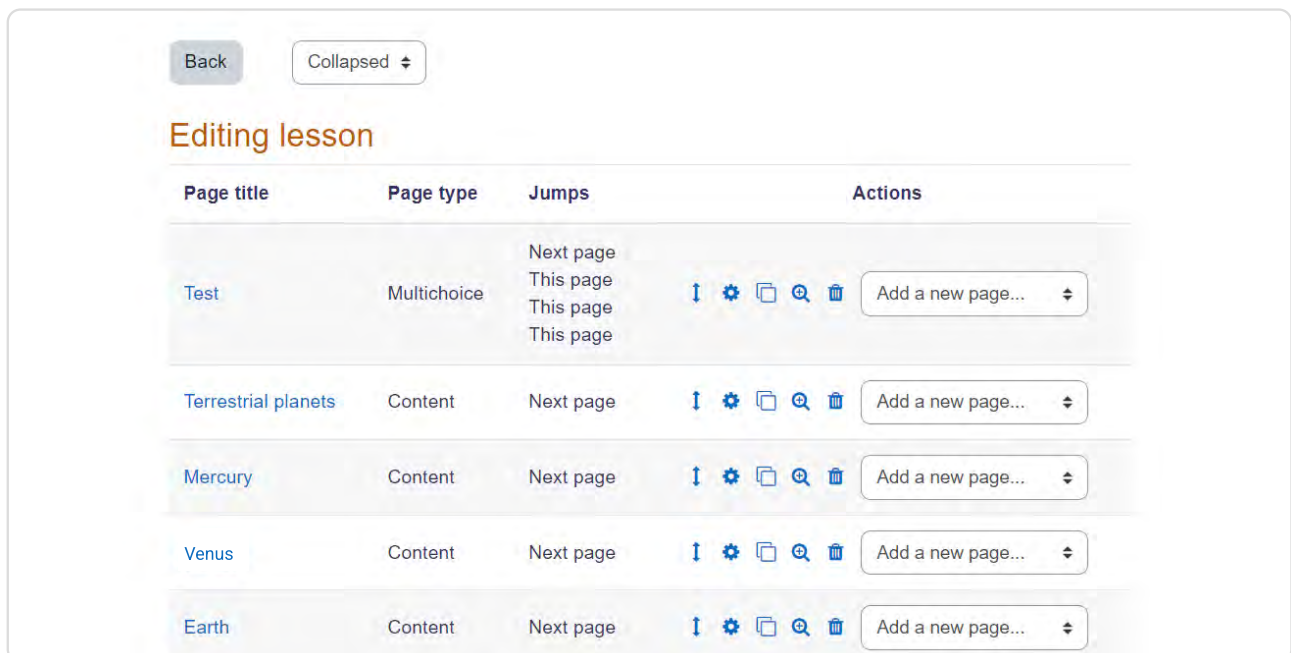 Back Collapsed
Editing lesson
Page title Page type Jumps Actions
Next page
This page
Test Multichoice Add a new page...
This page
This page
Terrestrial planets Content Next page Add a new page...
Mercury Content Next page Add a new page...
Venus Content Next page Add a new page...
Earth Content Next page Add a new page...